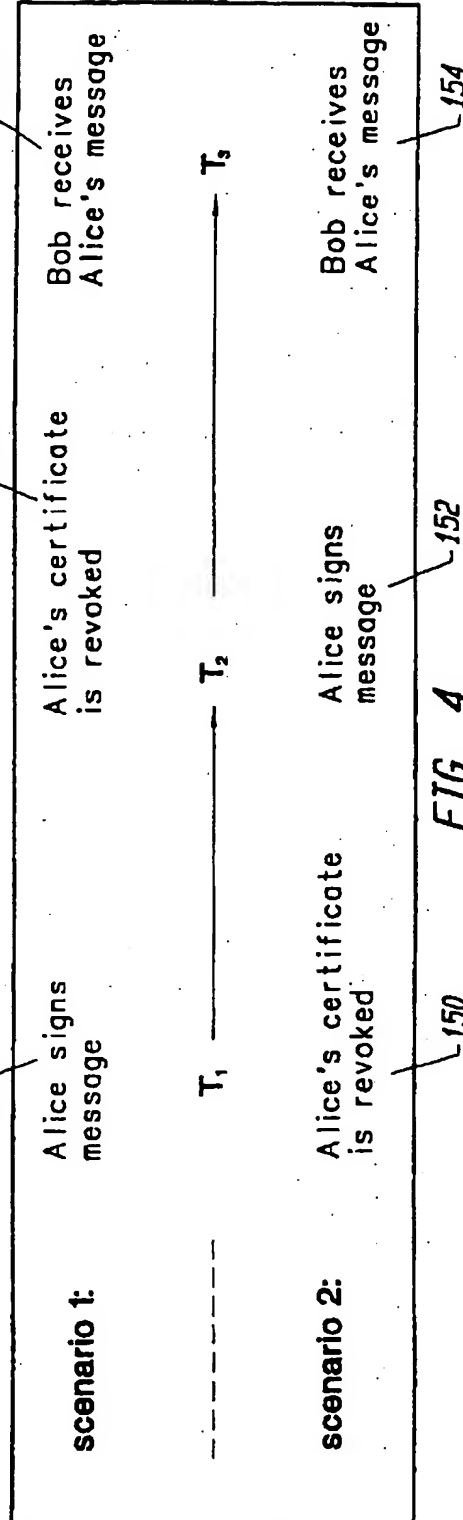 scenario 1:
Alice signs
message
Alice's certificate
is revoked
Bob receives
Alice's message
T₁
T₂
T₃
scenario 2:
Alice's certificate
is revoked
Alice signs
message
Bob receives
Alice's message
150
152
154
FIG 4